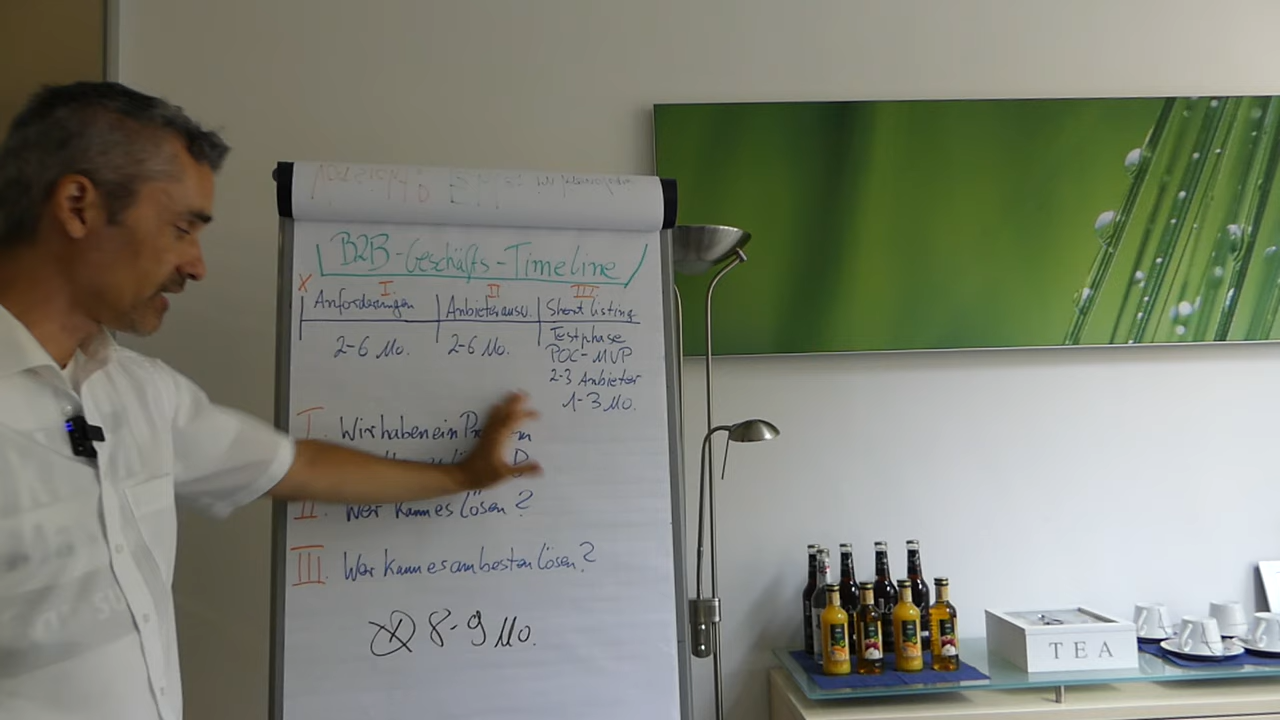 B2B-Geschäfts-Timeline
X I. II III
Anforderungen Anbieterausw. Short listing
2-6 Mo. 2-6 Mo. Testphase
POC-MVP
2-3 Anbieter
1-3 Mo.
I. Wir haben ein
II. Wer kann es lösen?
III. Wer kann es am besten lösen?
8-9 Mo.
TEA